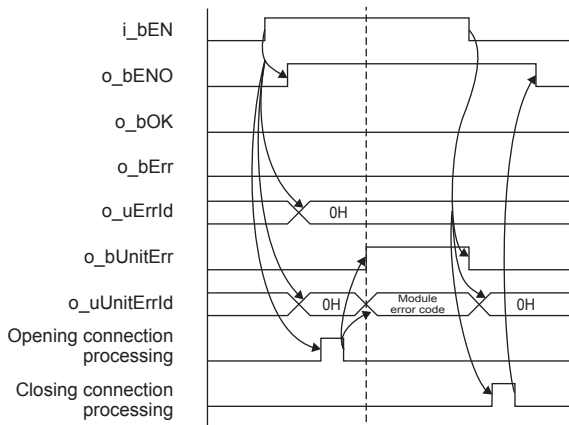 i_bEN
o_bENO
o_bOK
o_bErr
o_uErrId
0H
o_bUnitErr
o_uUnitErrId
0H
Module
error code
0H
Opening connection
processing
Closing connection
processing